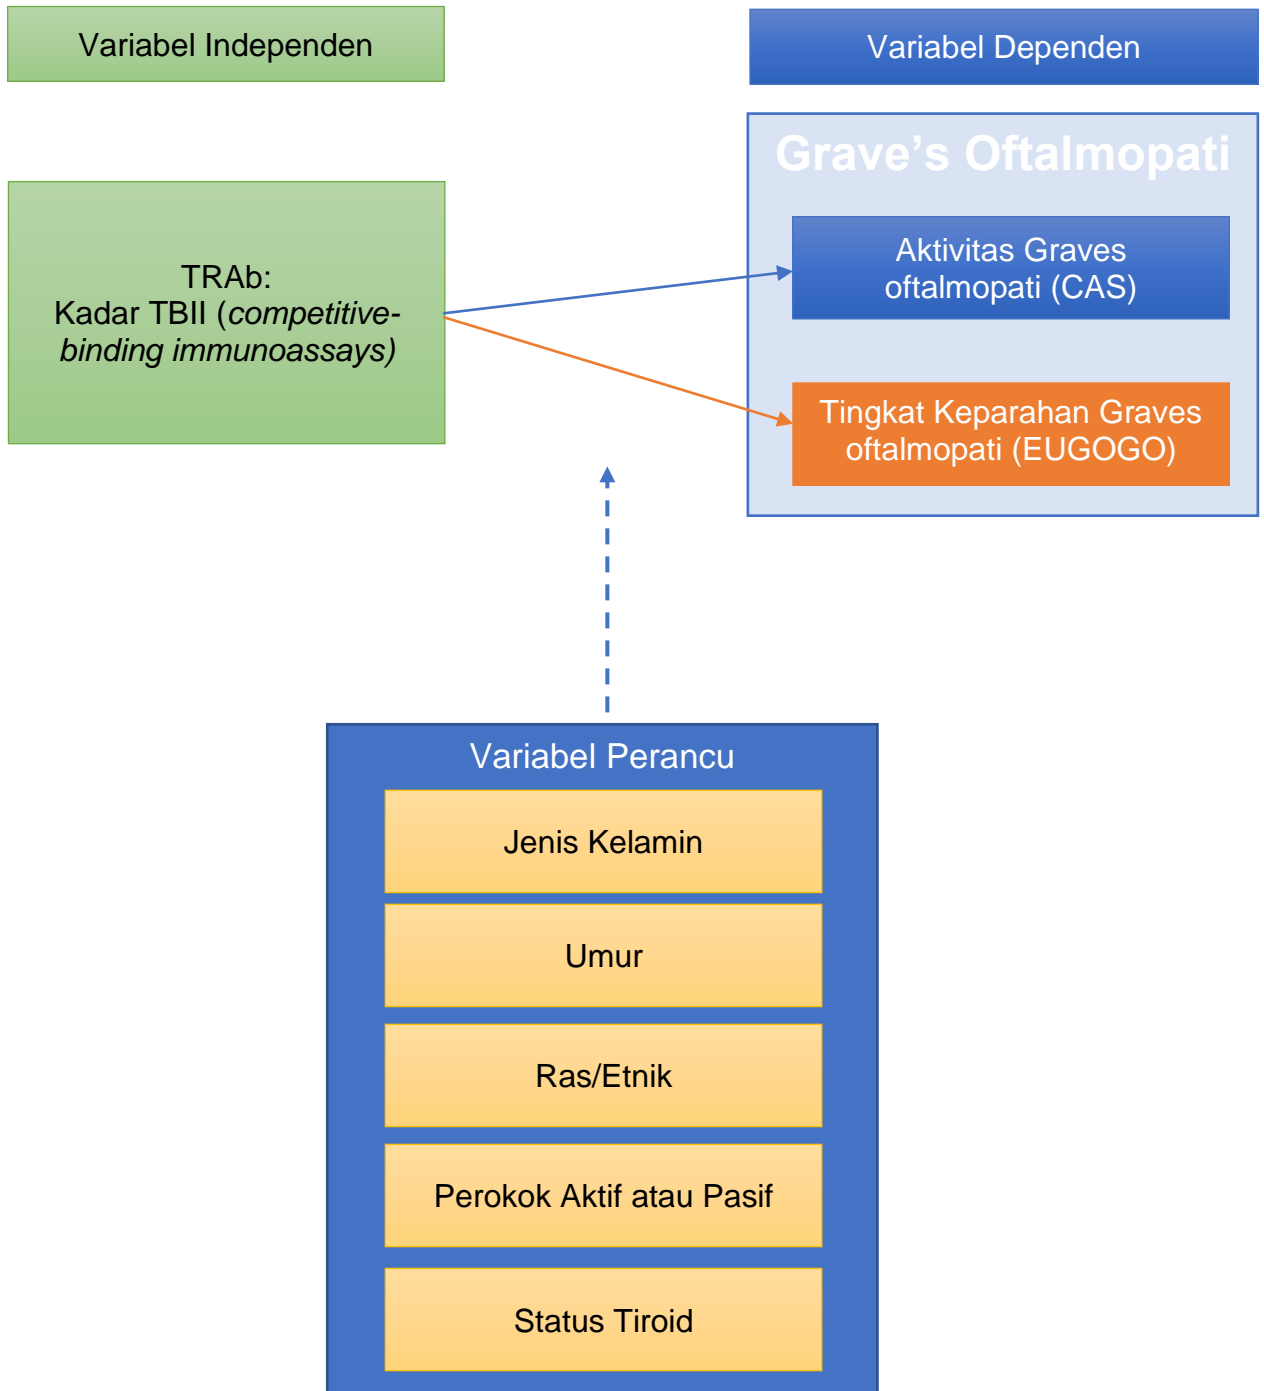 Variabel Independen
Variabel Dependen
Grave’s Oftalmopati
TRAb:
Kadar TBII (competitive-
binding immunoassays)
Aktivitas Graves
oftalmopati (CAS)
Tingkat Keparahan Graves
oftalmopati (EUGOGO)
Variabel Perancu
Jenis Kelamin
Umur
Ras/Etnik
Perokok Aktif atau Pasif
Status Tiroid